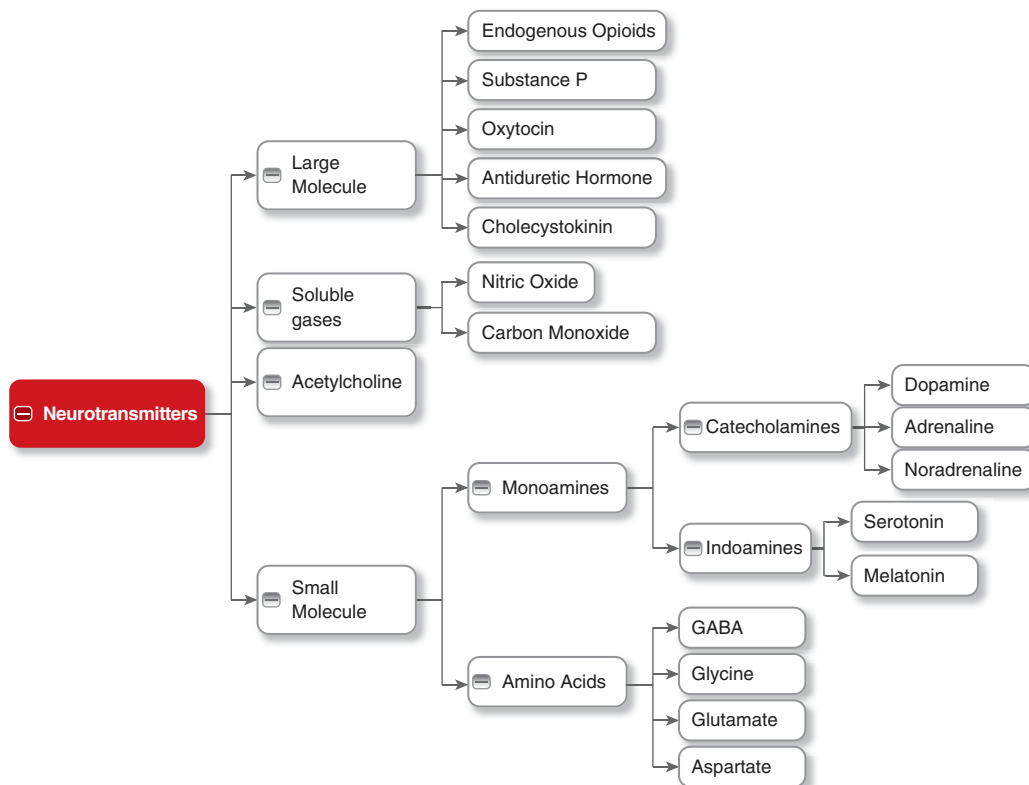 Neurotransmitters
Large
Molecule
Endogenous Opioids
Substance P
Oxytocin
Antiduretic Hormone
Cholecystokinin
Soluble
gases
Nitric Oxide
Carbon Monoxide
Acetylcholine
Small
Molecule
Monoamines
Catecholamines
Dopamine
Adrenaline
Noradrenaline
Indoamines
Serotonin
Melatonin
Amino Acids
GABA
Glycine
Glutamate
Aspartate